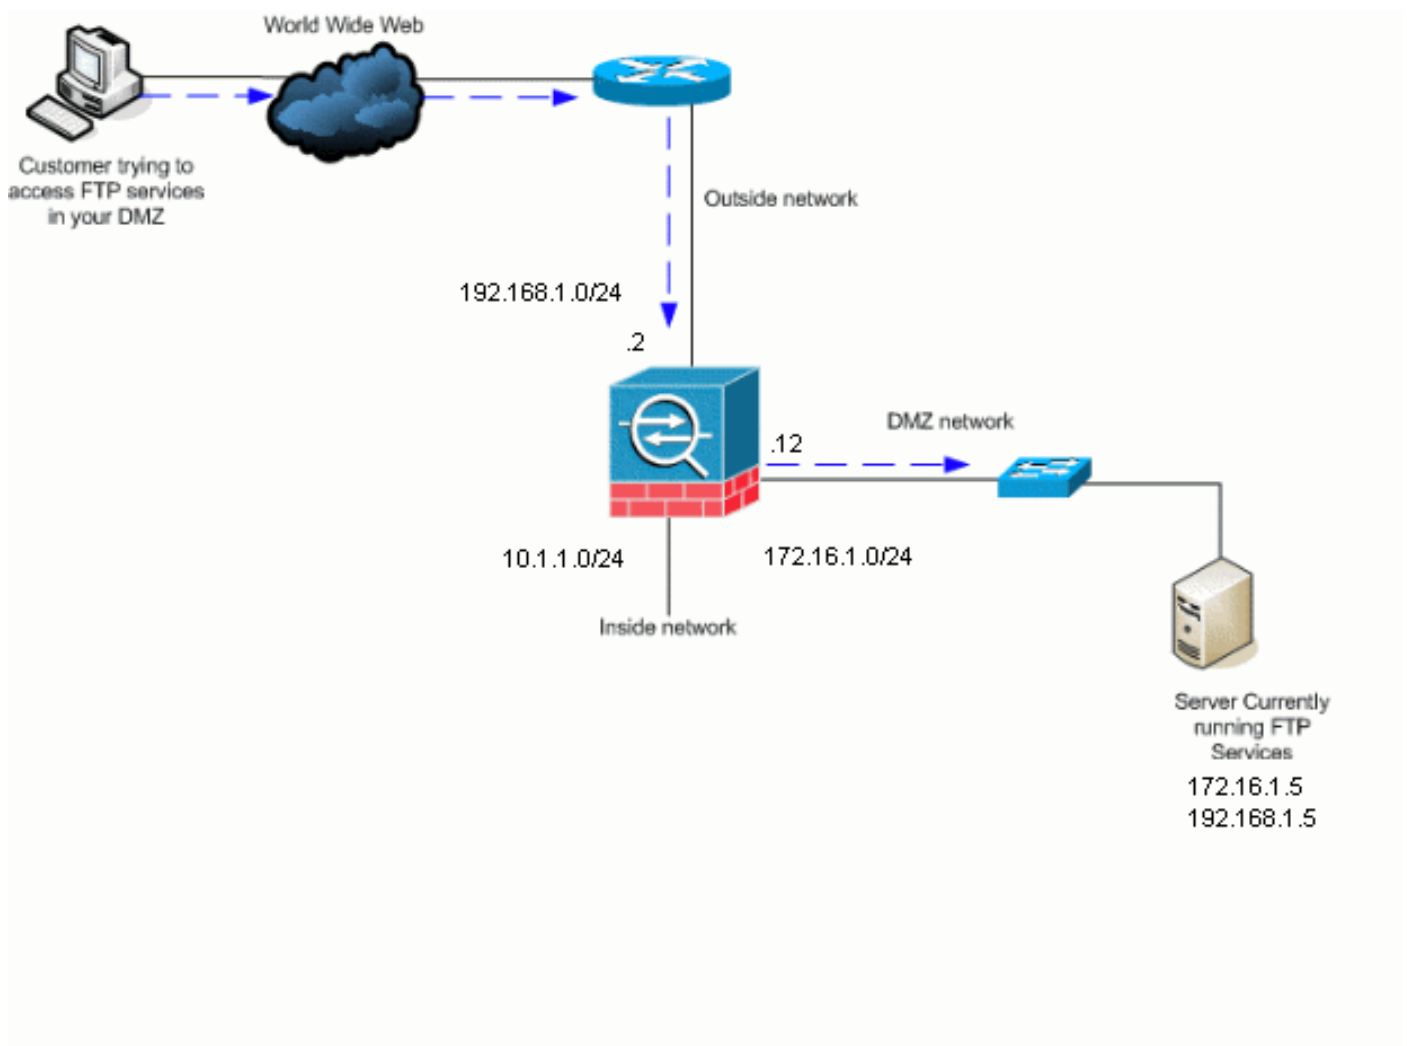 World Wide Web
Customer trying to
access FTP services
in your DMZ
Outside network
192.168.1.0/24
.2
DMZ network
.12
10.1.1.0/24
172.16.1.0/24
Inside network
Server Currently
running FTP
Services
172.16.1.5
192.168.1.5